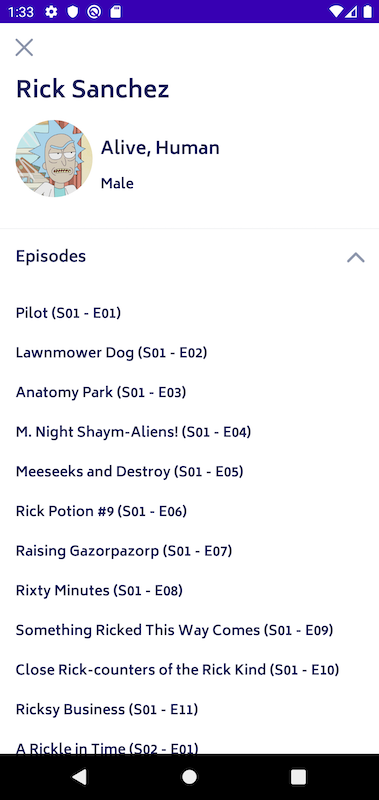 1:33
Rick Sanchez
Alive, Human
Male
Episodes
Pilot (S01 - E01)
Lawnmower Dog (S01 - E02)
Anatomy Park (S01 - E03)
M. Night Shaym-Aliens! (S01 - E04)
Meeseeks and Destroy (S01 - E05)
Rick Potion #9 (S01 - E06)
Raising Gazorpazorp (S01 - E07)
Rixty Minutes (S01 - E08)
Something Ricked This Way Comes (S01 - E09)
Close Rick-counters of the Rick Kind (S01 - E10)
Ricksy Business (S01 - E11)
A Rickle in Time (S02 - E01)